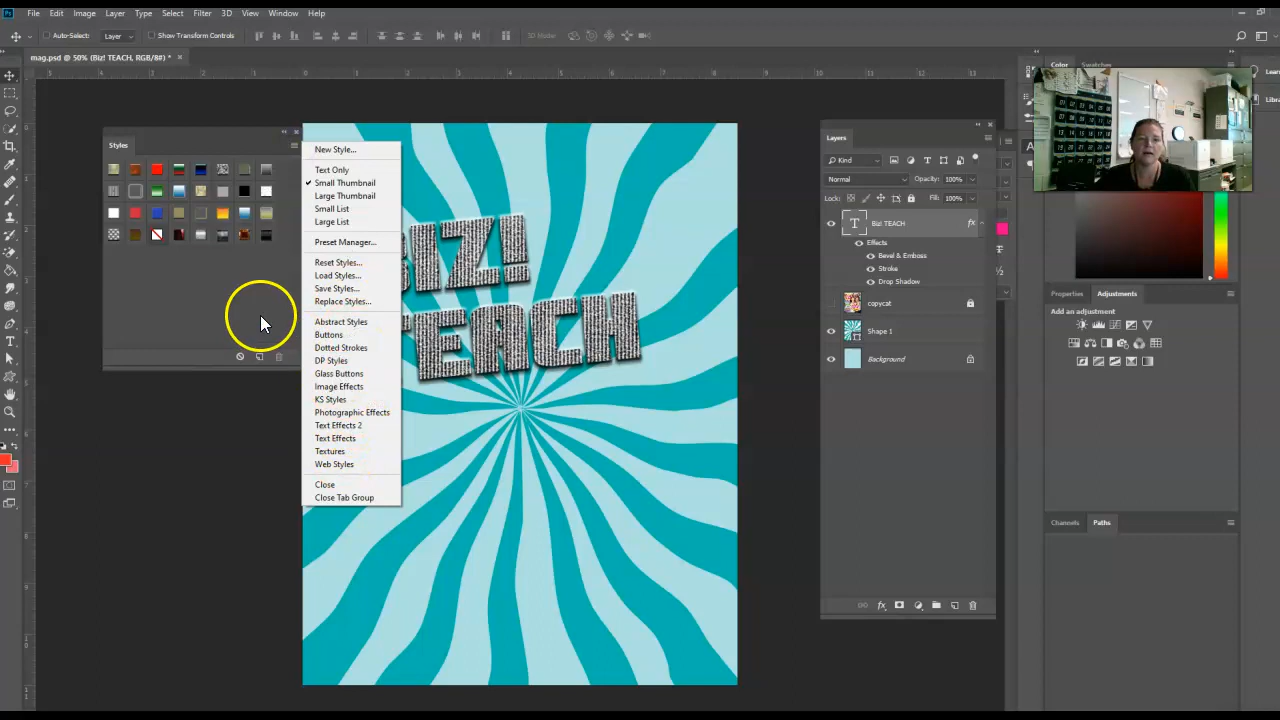 Ps File Edit Image Layer Type Select Filter 3D View Window Help
Auto-Select: Layer Show Transform Controls 3D Mode:
mag.psd @ 50% (Biz! TEACH, RGB/8#) * ×
Color Swatches
Learn
Libra
Styles
New Style...
Text Only
Small Thumbnail
Large Thumbnail
Small List
Large List
Preset Manager...
Reset Styles...
Load Styles...
Save Styles...
Replace Styles...
Abstract Styles
Buttons
Dotted Strokes
DP Styles
Glass Buttons
Image Effects
KS Styles
Photographic Effects
Text Effects 2
Text Effects
Textures
Web Styles
Close
Close Tab Group
BIZ!
TEACH
Layers
Kind
Normal Opacity: 100%
Lock: Fill: 100%
Biz! TEACH fx
Effects
Bevel & Emboss
Stroke
Drop Shadow
copycat
Shape 1
Background
Properties Adjustments
Add an adjustment
Channels Paths